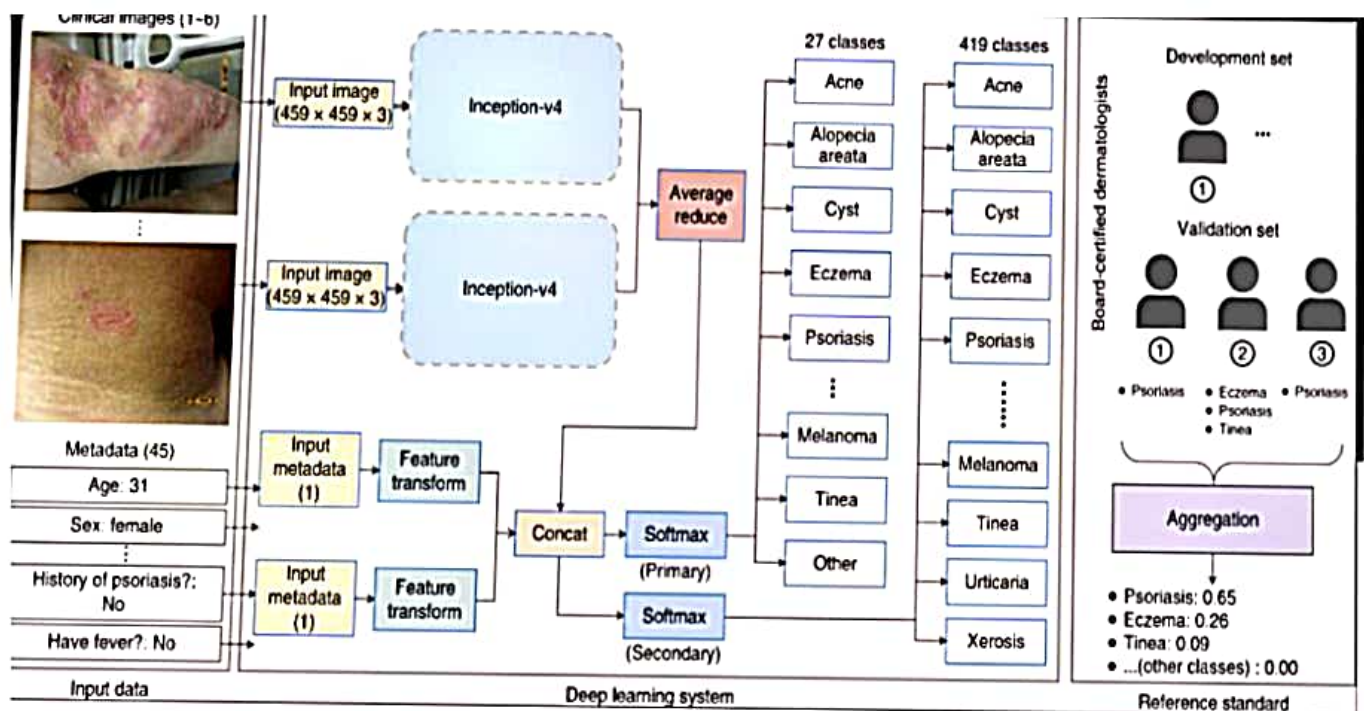 Clinical images (1~6)
Metadata (45)
Age: 31
Sex: female
History of psoriasis?:
No
Have fever?: No
Input data
Input image
(459 × 459 × 3)
Inception-v4
Input image
(459 × 459 × 3)
Inception-v4
Average
reduce
Input
metadata
(1)
Feature
transform
Input
metadata
(1)
Feature
transform
Concat
Softmax
(Primary)
Softmax
(Secondary)
27 classes
Acne
Alopecia
areata
Cyst
Eczema
Psoriasis
Melanoma
Tinea
Other
419 classes
Acne
Alopecia
areata
Cyst
Eczema
Psoriasis
Melanoma
Tinea
Urticaria
Xerosis
Deep learning system
Board-certified dermatologists
Development set
...
1
Validation set
1
2
3
• Psoriasis
• Eczema
• Psoriasis
• Tinea
• Psoriasis
Aggregation
• Psoriasis: 0.65
• Eczema: 0.26
• Tinea: 0.09
• ...(other classes) : 0.00
Reference standard